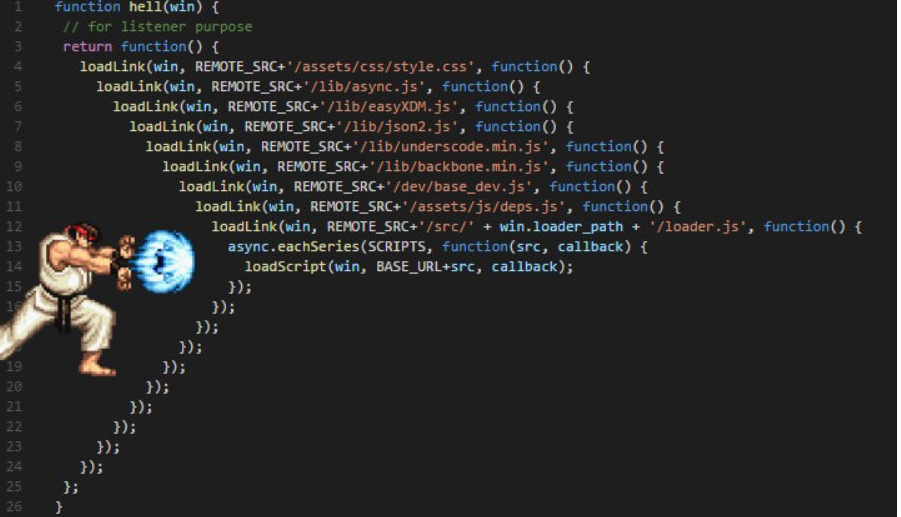 1 function hell(win) {
2 // for listener purpose
3 return function() {
4 loadLink(win, REMOTE_SRC+'/assets/css/style.css', function() {
5 loadLink(win, REMOTE_SRC+'/lib/async.js', function() {
6 loadLink(win, REMOTE_SRC+'/lib/easyXDM.js', function() {
7 loadLink(win, REMOTE_SRC+'/lib/json2.js', function() {
8 loadLink(win, REMOTE_SRC+'/lib/underscode.min.js', function() {
9 loadLink(win, REMOTE_SRC+'/lib/backbone.min.js', function() {
10 loadLink(win, REMOTE_SRC+'/dev/base_dev.js', function() {
11 loadLink(win, REMOTE_SRC+'/assets/js/deps.js', function() {
12 loadLink(win, REMOTE_SRC+'/src/' + win.loader_path + '/loader.js', function() {
13 async.eachSeries(SCRIPTS, function(src, callback) {
14 loadScript(win, BASE_URL+src, callback);
15 });
16 });
});
});
19 });
20 });
21 });
22 });
23 });
24 });
25 };
26 }